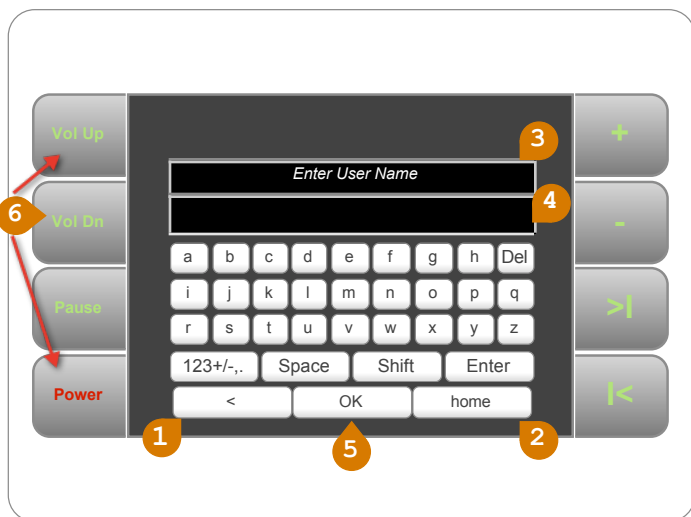 Vol Up
+
3
Enter User Name
6
Vol Dn
4
-
a b c d e f g h Del
i j k l m n o p q
Pause
>I
r s t u v w x y z
123+/-,. Space Shift Enter
Power
< OK home
I<
1
5
2